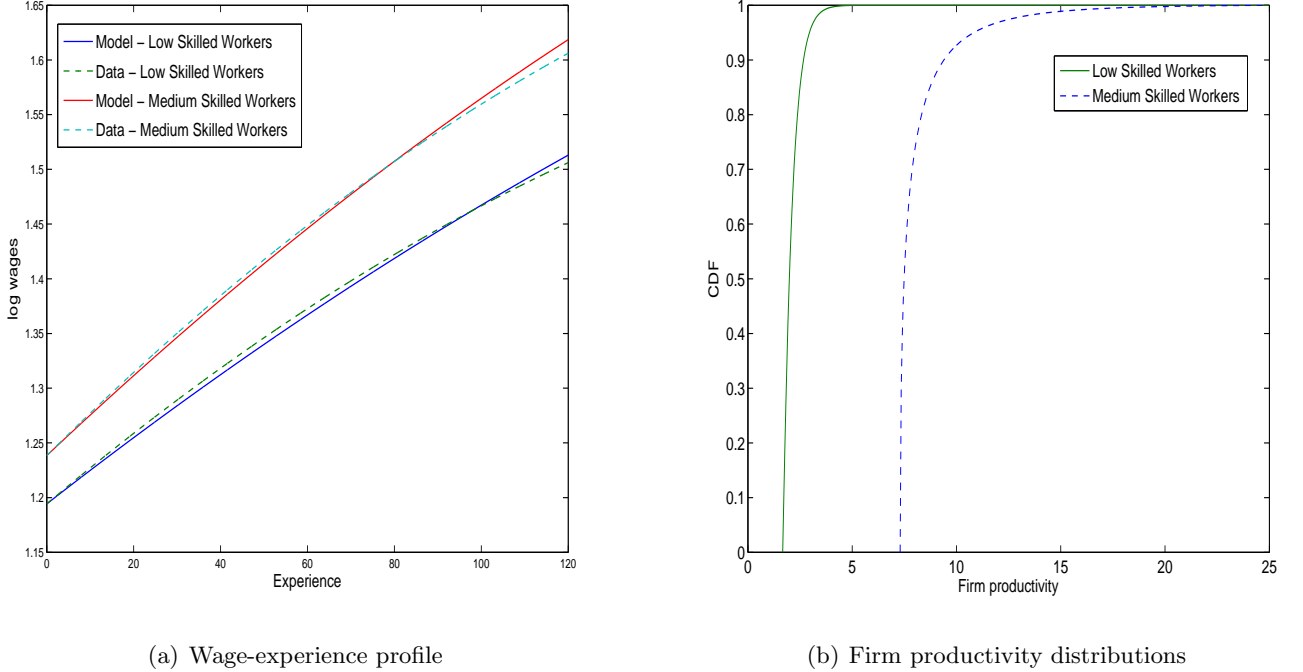 1.65
1.6
1.55
1.5
1.45
1.4
1.35
1.3
1.25
1.2
1.15
log wages
Model – Low Skilled Workers
Data – Low Skilled Workers
Model – Medium Skilled Workers
Data – Medium Skilled Workers
0 20 40 60 80 100 120
Experience
(a) Wage-experience profile
1
0.9
0.8
0.7
0.6
0.5
0.4
0.3
0.2
0.1
0
CDF
Low Skilled Workers
Medium Skilled Workers
0 5 10 15 20 25
Firm productivity
(b) Firm productivity distributions